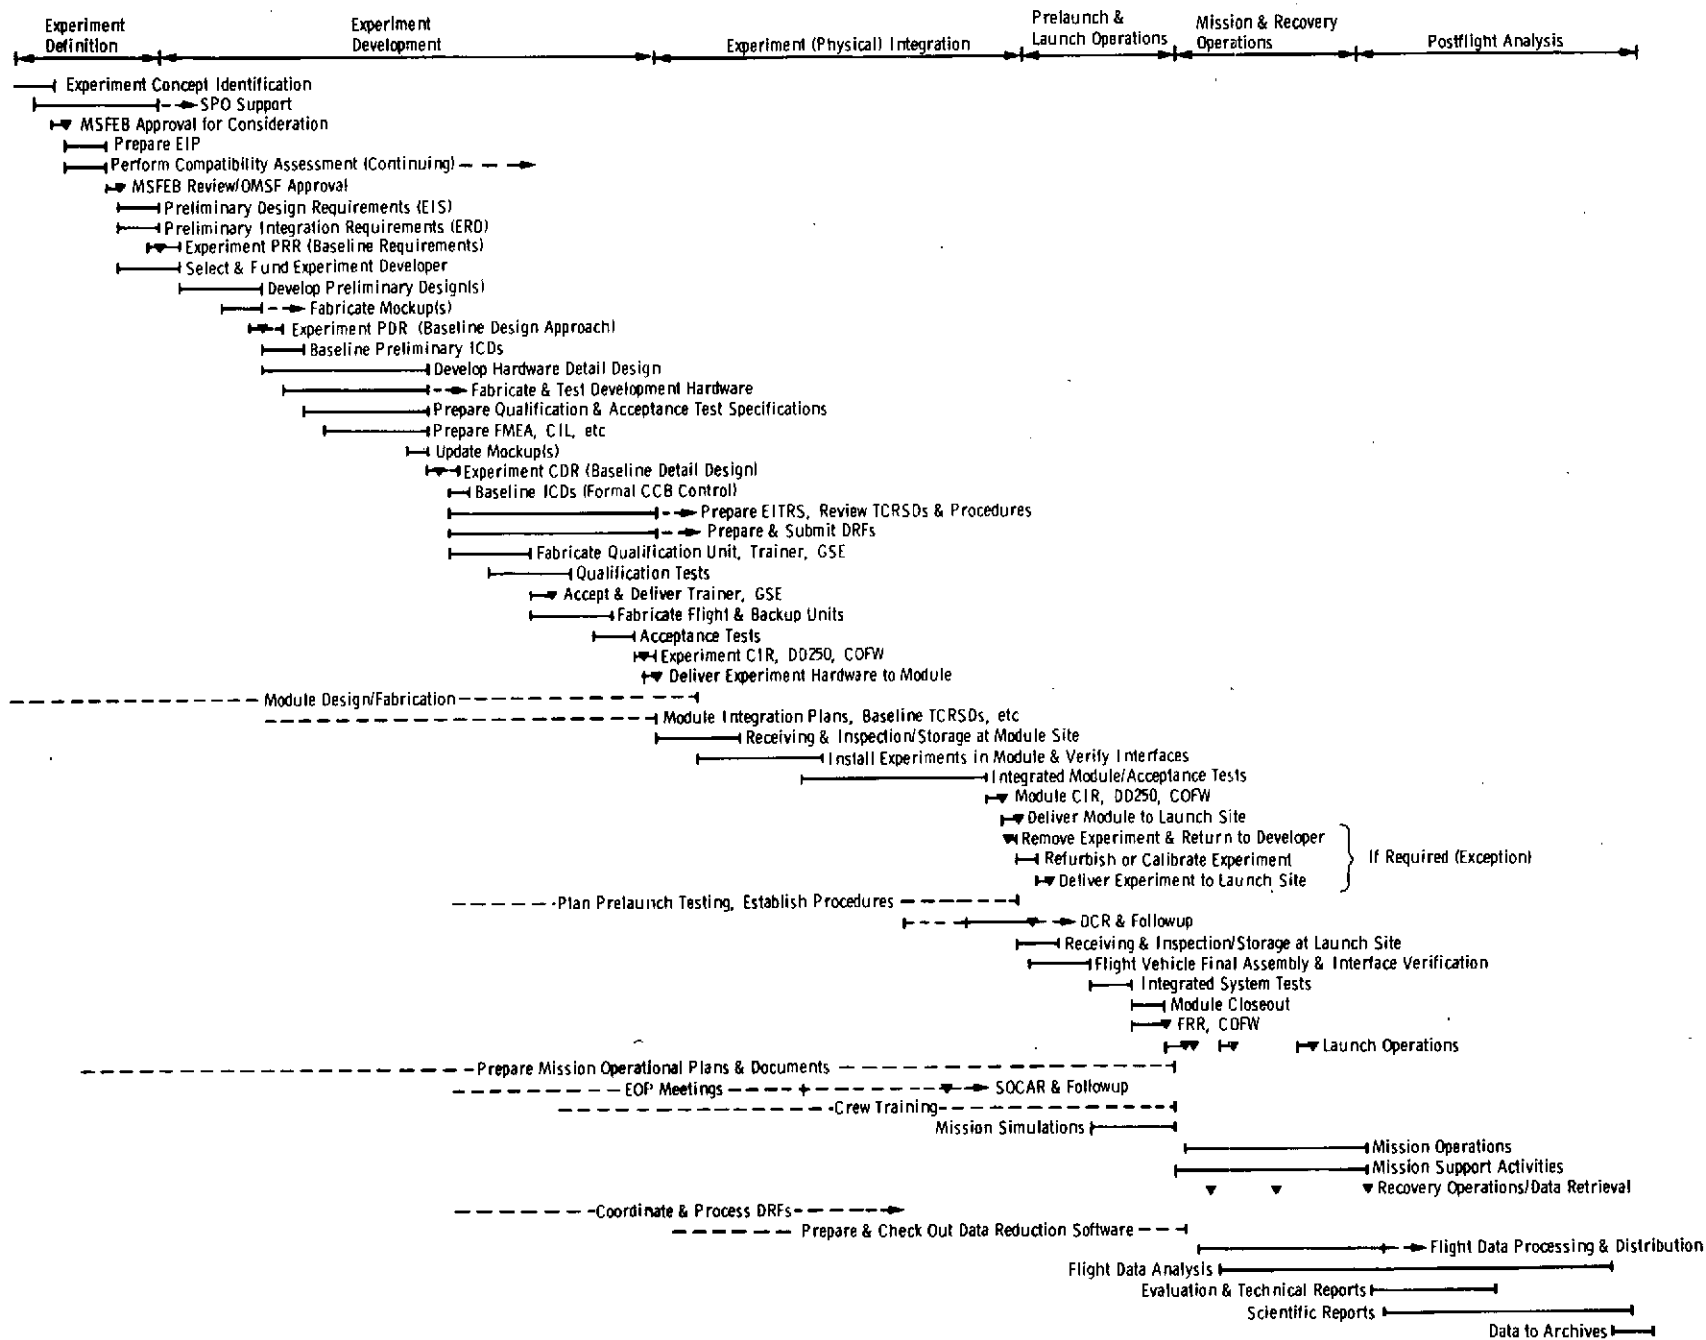 Experiment Definition
Experiment Development
Experiment (Physical) Integration
Prelaunch & Launch Operations
Mission & Recovery Operations
Postflight Analysis
Experiment Concept Identification
SPO Support
MSFEB Approval for Consideration
Prepare EIP
Perform Compatibility Assessment (Continuing)
MSFEB Review/OMSF Approval
Preliminary Design Requirements (EIS)
Preliminary Integration Requirements (ERD)
Experiment PRR (Baseline Requirements)
Select & Fund Experiment Developer
Develop Preliminary Design(s)
Fabricate Mockup(s)
Experiment PDR (Baseline Design Approach)
Baseline Preliminary ICDs
Develop Hardware Detail Design
Fabricate & Test Development Hardware
Prepare Qualification & Acceptance Test Specifications
Prepare FMEA, CIL, etc
Update Mockup(s)
Experiment CDR (Baseline Detail Design)
Baseline ICDs (Formal CCB Control)
Prepare EITRS, Review TCRSDs & Procedures
Prepare & Submit DRFs
Fabricate Qualification Unit, Trainer, GSE
Qualification Tests
Accept & Deliver Trainer, GSE
Fabricate Flight & Backup Units
Acceptance Tests
Experiment CIR, DD250, COFW
Deliver Experiment Hardware to Module
Module Design/Fabrication
Module Integration Plans, Baseline TCRSDs, etc
Receiving & Inspection/Storage at Module Site
Install Experiments in Module & Verify Interfaces
Integrated Module/Acceptance Tests
Module CIR, DD250, COFW
Deliver Module to Launch Site
Remove Experiment & Return to Developer
Refurbish or Calibrate Experiment
If Required (Exception)
Deliver Experiment to Launch Site
Plan Prelaunch Testing, Establish Procedures
DCR & Followup
Receiving & Inspection/Storage at Launch Site
Flight Vehicle Final Assembly & Interface Verification
Integrated System Tests
Module Closeout
FRR, COFW
Launch Operations
Prepare Mission Operational Plans & Documents
EOP Meetings
SOCAR & Followup
Crew Training
Mission Simulations
Mission Operations
Mission Support Activities
Recovery Operations/Data Retrieval
Coordinate & Process DRFs
Prepare & Check Out Data Reduction Software
Flight Data Processing & Distribution
Flight Data Analysis
Evaluation & Technical Reports
Scientific Reports
Data to Archives